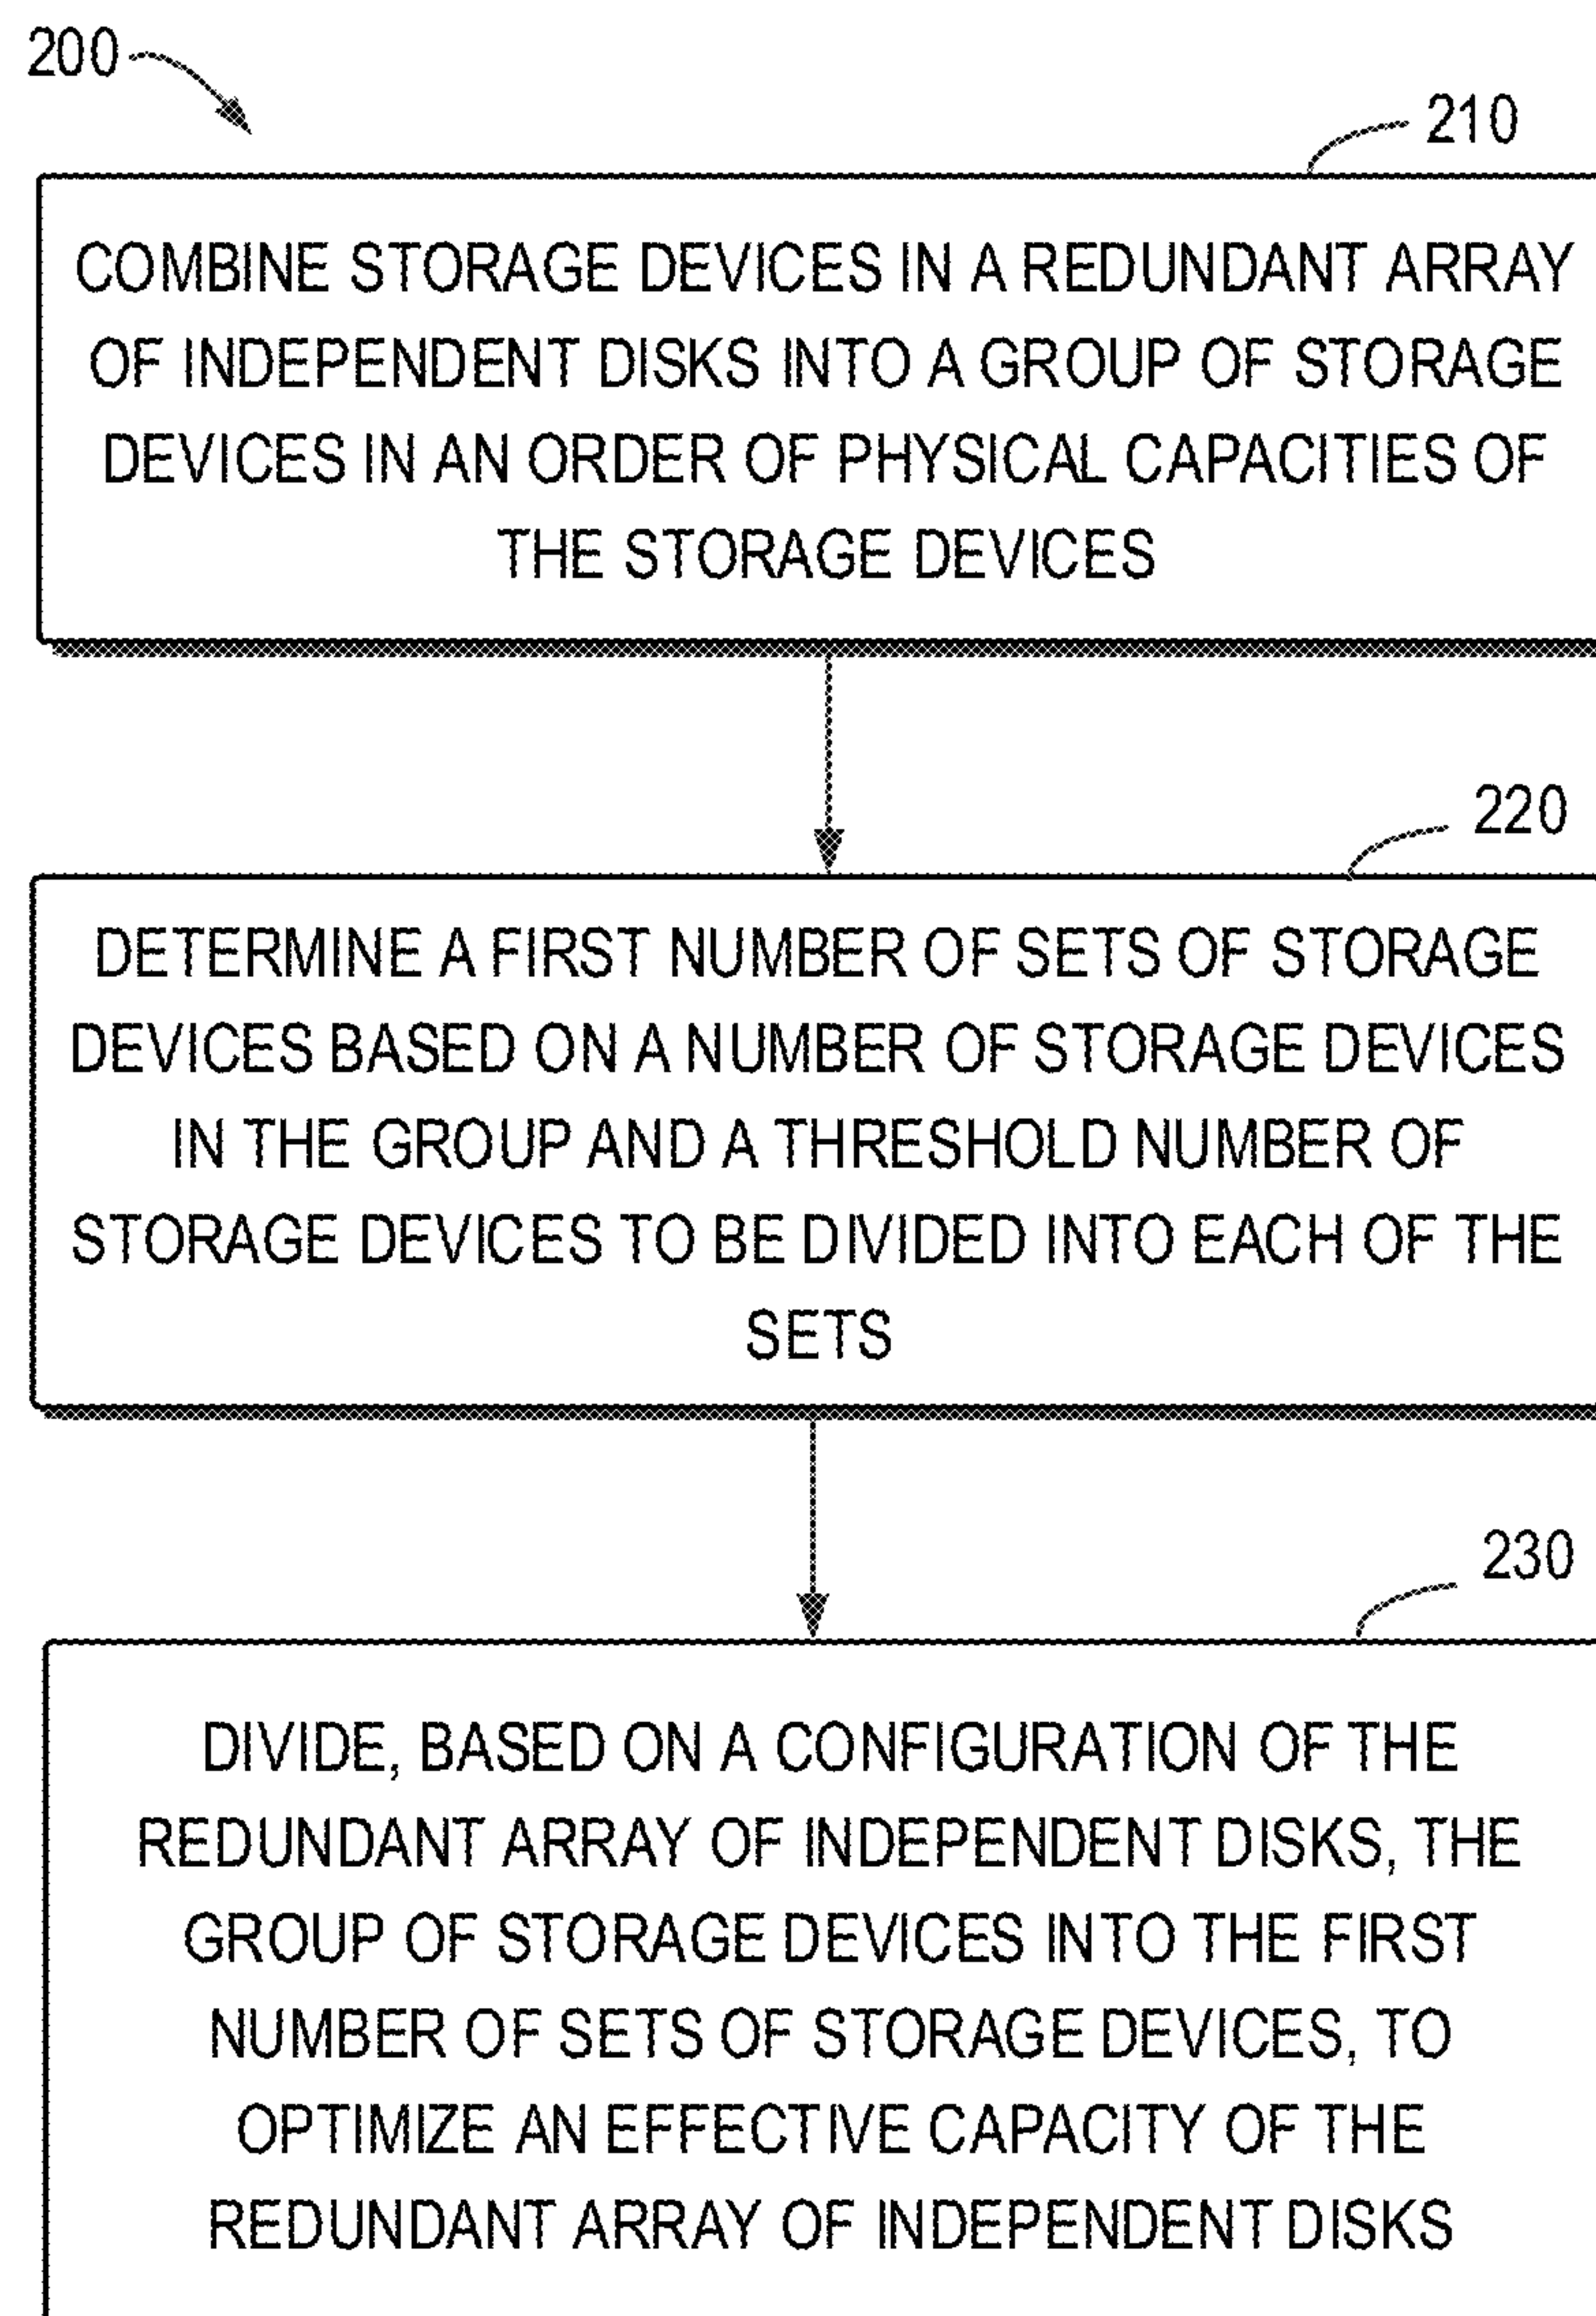 200
210
COMBINE STORAGE DEVICES IN A REDUNDANT ARRAY
OF INDEPENDENT DISKS INTO A GROUP OF STORAGE
DEVICES IN AN ORDER OF PHYSICAL CAPACITIES OF
THE STORAGE DEVICES
220
DETERMINE A FIRST NUMBER OF SETS OF STORAGE
DEVICES BASED ON A NUMBER OF STORAGE DEVICES
IN THE GROUP AND A THRESHOLD NUMBER OF
STORAGE DEVICES TO BE DIVIDED INTO EACH OF THE
SETS
230
DIVIDE, BASED ON A CONFIGURATION OF THE
REDUNDANT ARRAY OF INDEPENDENT DISKS, THE
GROUP OF STORAGE DEVICES INTO THE FIRST
NUMBER OF SETS OF STORAGE DEVICES, TO
OPTIMIZE AN EFFECTIVE CAPACITY OF THE
REDUNDANT ARRAY OF INDEPENDENT DISKS